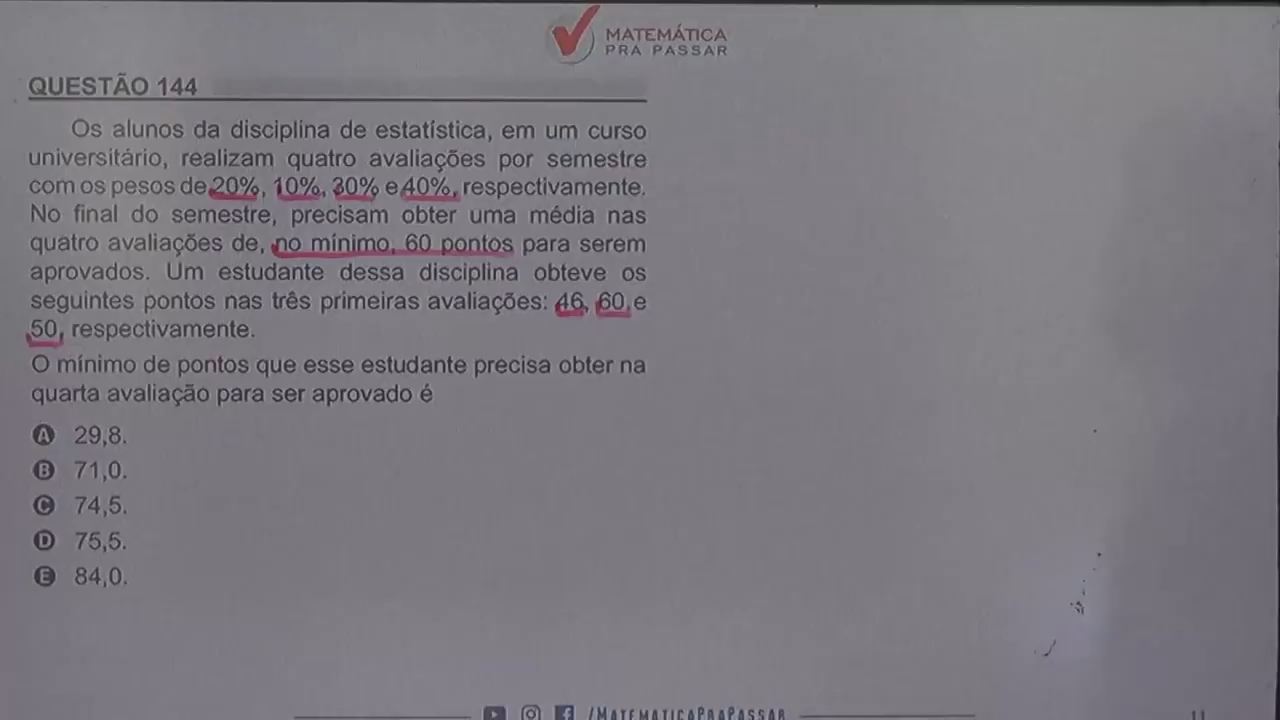 MATEMÁTICA
PRA PASSAR
QUESTÃO 144
Os alunos da disciplina de estatística, em um curso
universitário, realizam quatro avaliações por semestre
com os pesos de 20%, 10%, 30% e 40%, respectivamente.
No final do semestre, precisam obter uma média nas
quatro avaliações de, no mínimo, 60 pontos para serem
aprovados. Um estudante dessa disciplina obteve os
seguintes pontos nas três primeiras avaliações: 46, 60 e
50, respectivamente.
O mínimo de pontos que esse estudante precisa obter na
quarta avaliação para ser aprovado é
A 29,8.
B 71,0.
C 74,5.
D 75,5.
E 84,0.
/MATEMATICAPRAPASSAR
11